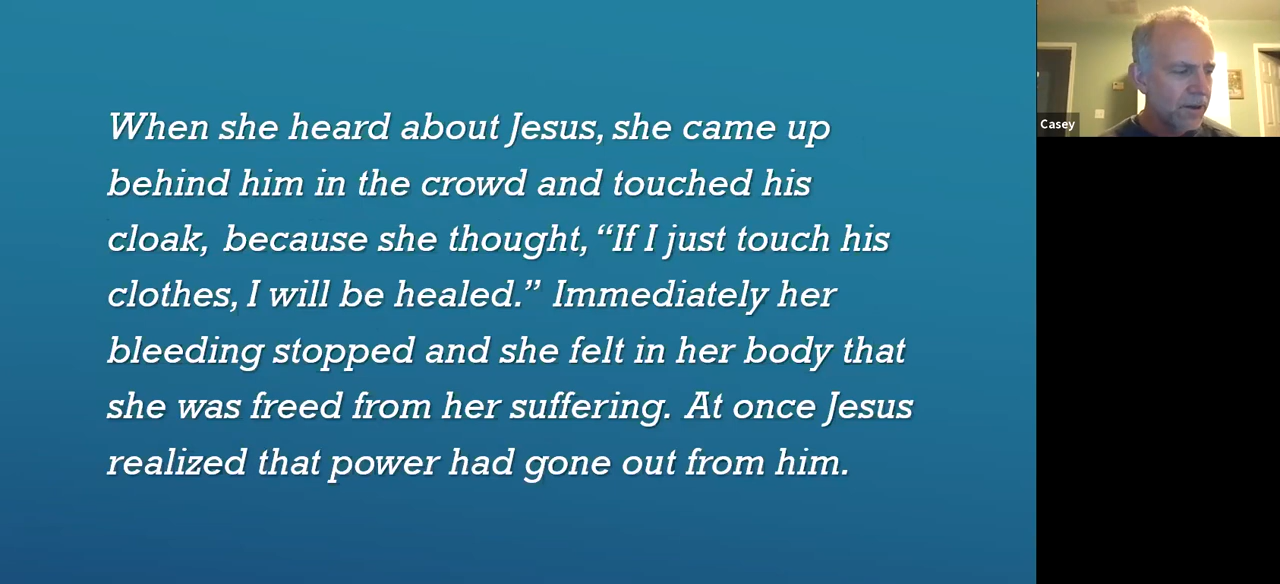 When she heard about Jesus, she came up
behind him in the crowd and touched his
cloak, because she thought, “If I just touch his
clothes, I will be healed.” Immediately her
bleeding stopped and she felt in her body that
she was freed from her suffering. At once Jesus
realized that power had gone out from him.
Casey